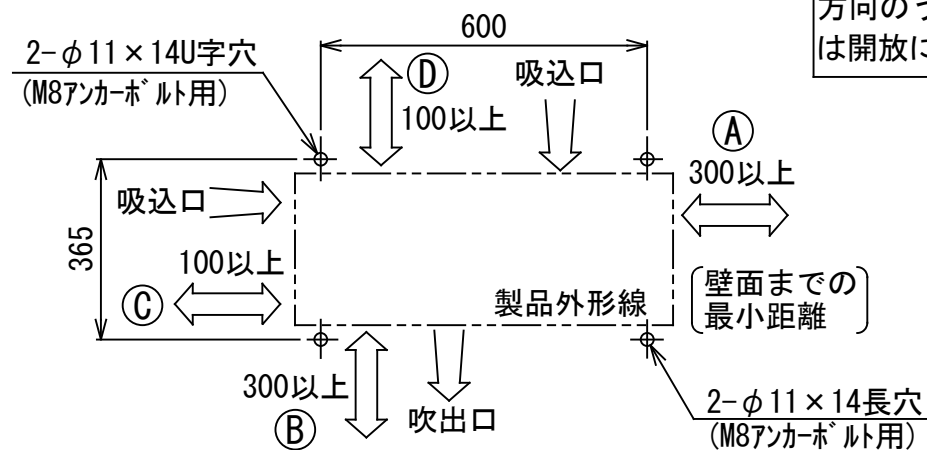 方向のう
は開放に
600
2-φ11×14U字穴
(M8アンカーボルト用)
Ⓓ
100以上
吸込口
Ⓐ
300以上
吸込口
365
100以上
Ⓒ
製品外形線
壁面までの
最小距離
300以上
Ⓑ
吹出口
2-φ11×14長穴
(M8アンカーボルト用)